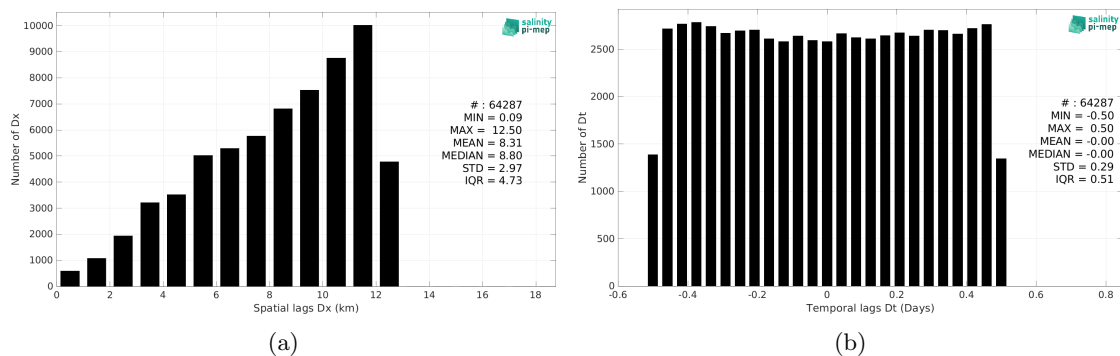 10000
9000
8000
7000
6000
5000
4000
3000
2000
1000
0
Number of Dx
0 2 4 6 8 10 12 14 16 18
Spatial lags Dx (km)
salinity
pi-mep
# : 64287
MIN = 0.09
MAX = 12.50
MEAN = 8.31
MEDIAN = 8.80
STD = 2.97
IQR = 4.73
(a)
2500
2000
1500
1000
500
0
Number of Dt
-0.6 -0.4 -0.2 0 0.2 0.4 0.6 0.8
Temporal lags Dt (Days)
salinity
pi-mep
# : 64287
MIN = -0.50
MAX = 0.50
MEAN = -0.00
MEDIAN = -0.00
STD = 0.29
IQR = 0.51
(b)